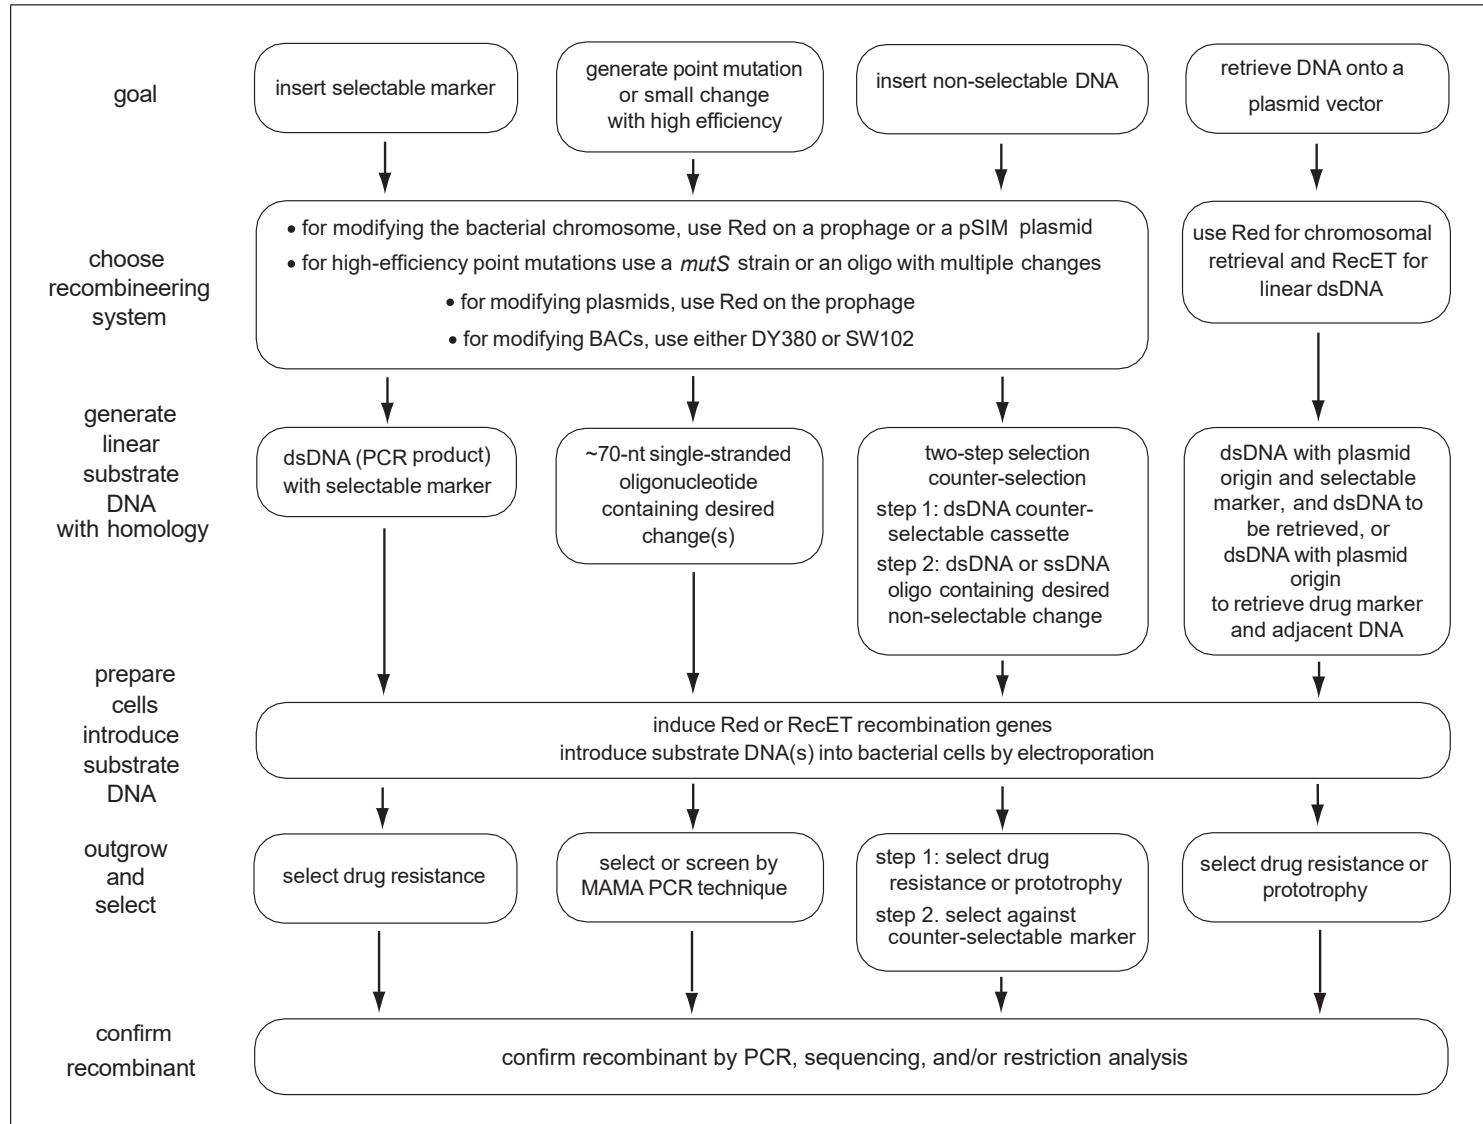 goal
insert selectable marker
generate point mutation
or small change
with high efficiency
insert non-selectable DNA
retrieve DNA onto a
plasmid vector
choose
recombineering
system
• for modifying the bacterial chromosome, use Red on a prophage or a pSIM plasmid
• for high-efficiency point mutations use a mutS strain or an oligo with multiple changes
• for modifying plasmids, use Red on the prophage
• for modifying BACs, use either DY380 or SW102
use Red for chromosomal
retrieval and RecET for
linear dsDNA
generate
linear
substrate
DNA
with homology
dsDNA (PCR product)
with selectable marker
~70-nt single-stranded
oligonucleotide
containing desired
change(s)
two-step selection
counter-selection
step 1: dsDNA counter-
selectable cassette
step 2: dsDNA or ssDNA
oligo containing desired
non-selectable change
dsDNA with plasmid
origin and selectable
marker, and dsDNA to
be retrieved, or
dsDNA with plasmid
origin
to retrieve drug marker
and adjacent DNA
prepare
cells
introduce
substrate
DNA
induce Red or RecET recombination genes
introduce substrate DNA(s) into bacterial cells by electroporation
outgrow
and
select
select drug resistance
select or screen by
MAMA PCR technique
step 1: select drug
resistance or prototrophy
step 2. select against
counter-selectable marker
select drug resistance or
prototrophy
confirm
recombinant
confirm recombinant by PCR, sequencing, and/or restriction analysis